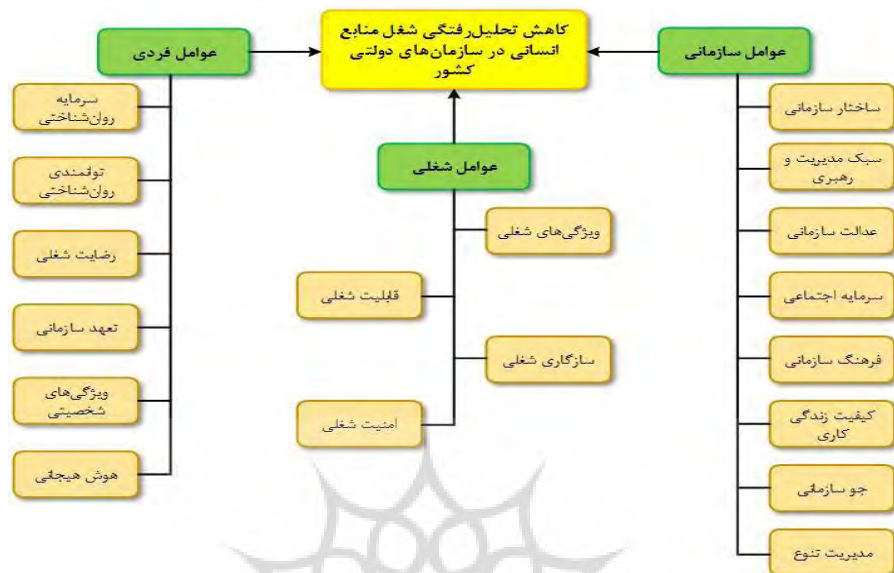 کاهش تحلیل‌رفتگی شغل منابع
انسانی در سازمان‌های دولتی
کشور
عوامل سازمانی
ساختار سازمانی
سبک مدیریت و
رهبری
عدالت سازمانی
سرمایه اجتماعی
فرهنگ سازمانی
کیفیت زندگی
کاری
جو سازمانی
مدیریت تنوع
عوامل شغلی
ویژگی‌های شغلی
قابلیت شغلی
سازگاری شغلی
امنیت شغلی
عوامل فردی
سرمایه
روان‌شناختی
توانمندی
روان‌شناختی
رضایت شغلی
تعهد سازمانی
ویژگی‌های
شخصیتی
هوش هیجانی